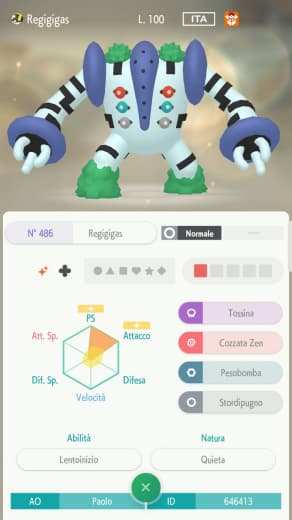 Regigigas L. 100 ITA
N° 486 Regigigas Normale
PS
Att. Sp. Attacco
Dif. Sp. Difesa
Velocità
Tossina
Cozzata Zen
Pesobomba
Stordipugno
Abilità Natura
Lentoinizio Quieta
AO Paolo ID 646413